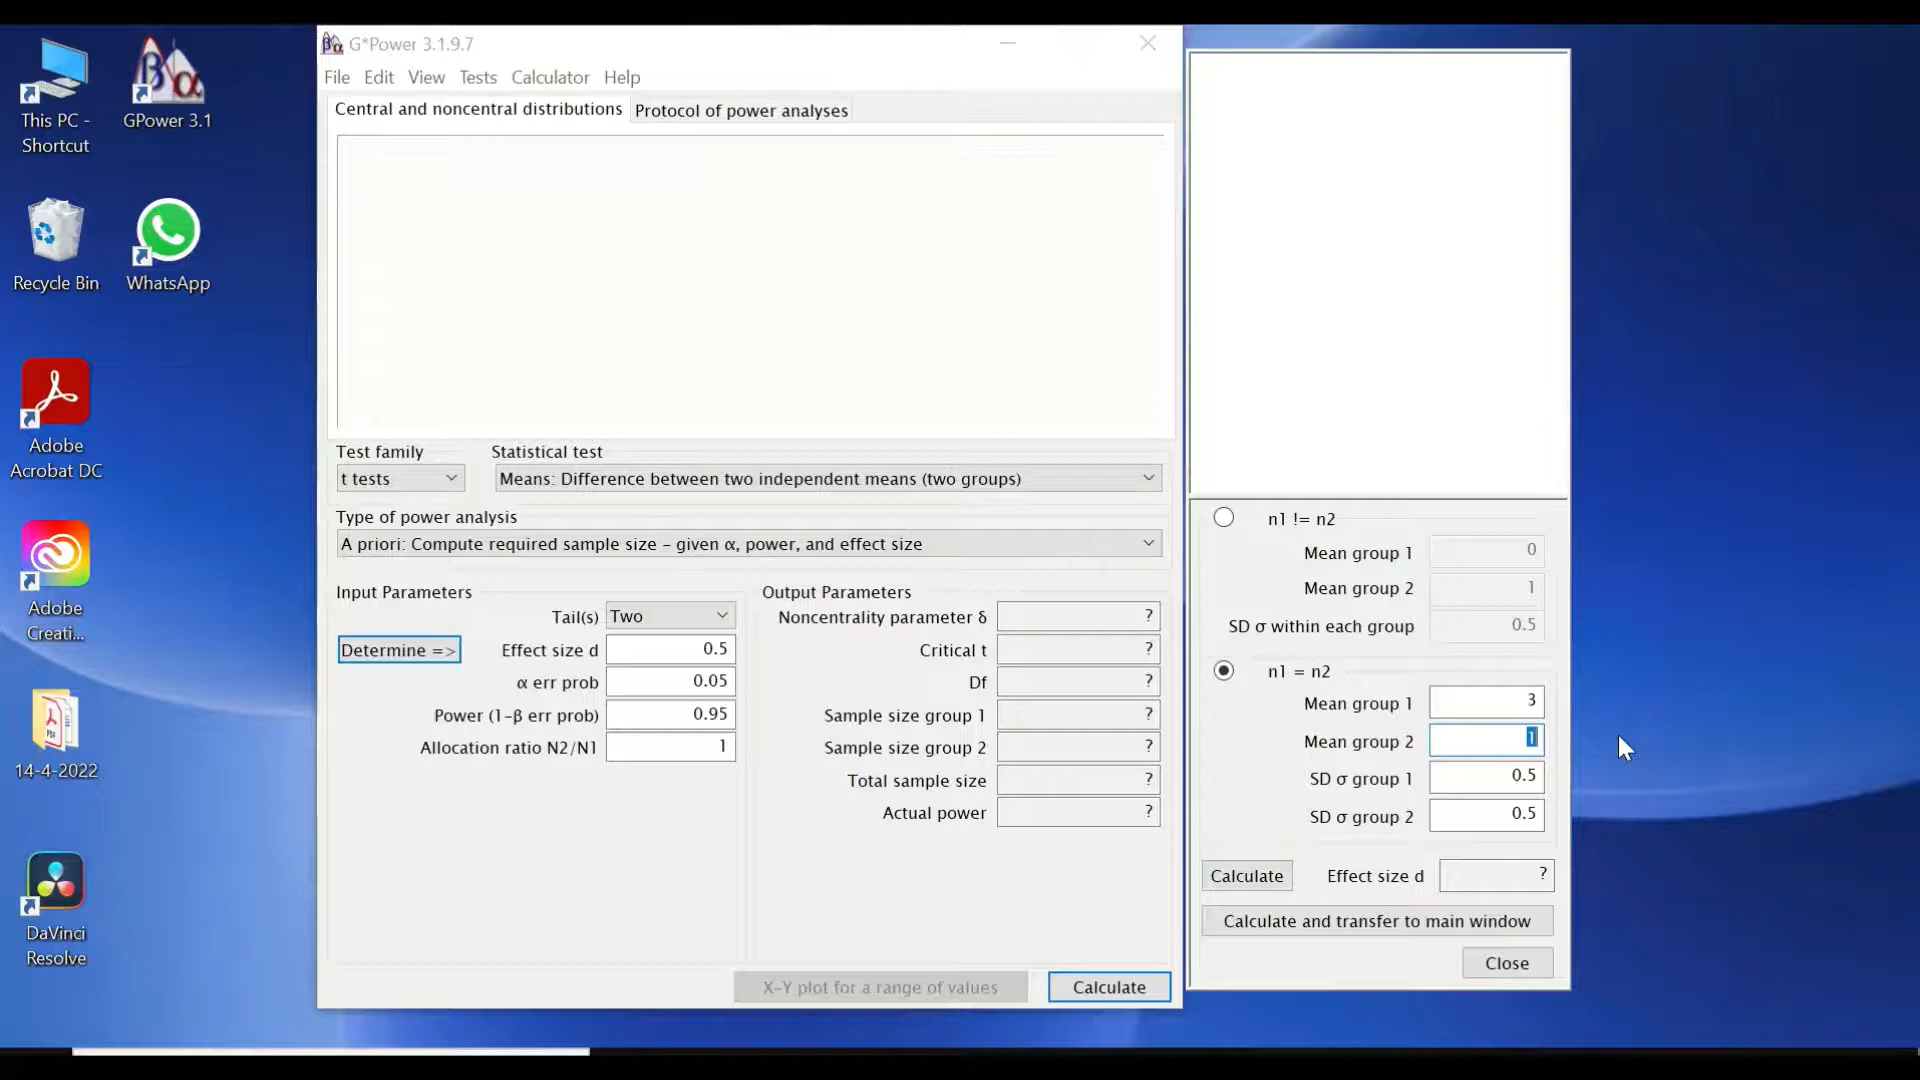 This PC -
Shortcut
GPower 3.1
Recycle Bin
WhatsApp
Adobe
Acrobat DC
Adobe
Creati...
14-4-2022
DaVinci
Resolve
G*Power 3.1.9.7
File Edit View Tests Calculator Help
Central and noncentral distributions Protocol of power analyses
Test family
t tests
Statistical test
Means: Difference between two independent means (two groups)
Type of power analysis
A priori: Compute required sample size - given α, power, and effect size
Input Parameters
Tail(s) Two
Determine => Effect size d 0.5
α err prob 0.05
Power (1-β err prob) 0.95
Allocation ratio N2/N1 1
Output Parameters
Noncentrality parameter δ ?
Critical t ?
Df ?
Sample size group 1 ?
Sample size group 2 ?
Total sample size ?
Actual power ?
X-Y plot for a range of values Calculate
n1 != n2
Mean group 1 0
Mean group 2 1
SD σ within each group 0.5
n1 = n2
Mean group 1 3
Mean group 2 1
SD σ group 1 0.5
SD σ group 2 0.5
Calculate Effect size d ?
Calculate and transfer to main window
Close